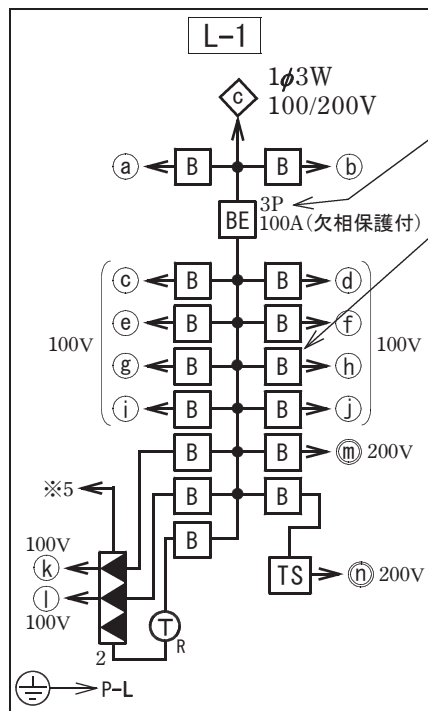 L-1
1φ3W
100/200V
c
a B B b
BE 3P
100A(欠相保護付)
c B B d
e B B f
100V 100V
g B B h
i B B j
B m 200V
※5 B B
100V
k B
l TS n 200V
100V T R
2
P-L